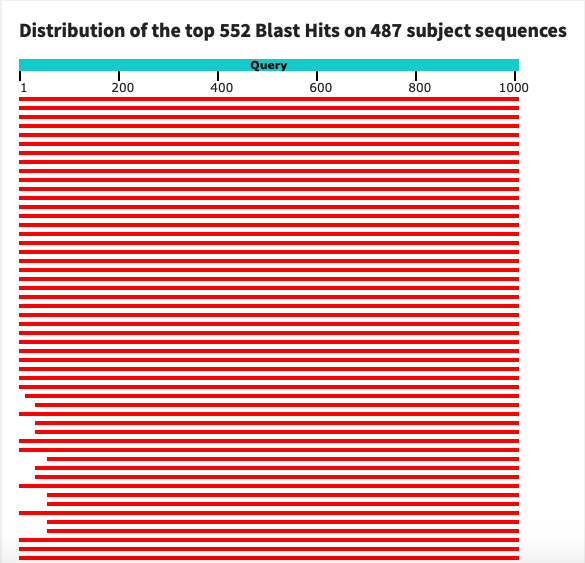 Distribution of the top 552 Blast Hits on 487 subject sequences
Query
1 200 400 600 800 1000